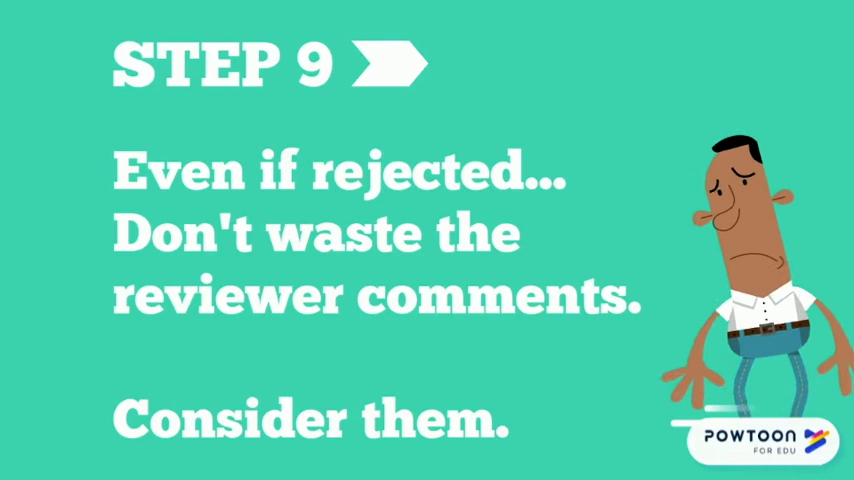 STEP 9
Even if rejected...
Don't waste the
reviewer comments.
Consider them.
POWTOON
FOR EDU